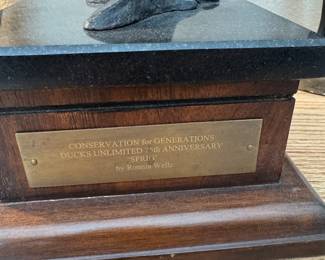 CONSERVATION for GENERATIONS
DUCKS UNLIMITED 75th ANNIVERSARY
"SPRIG"
by Ronnie Wells